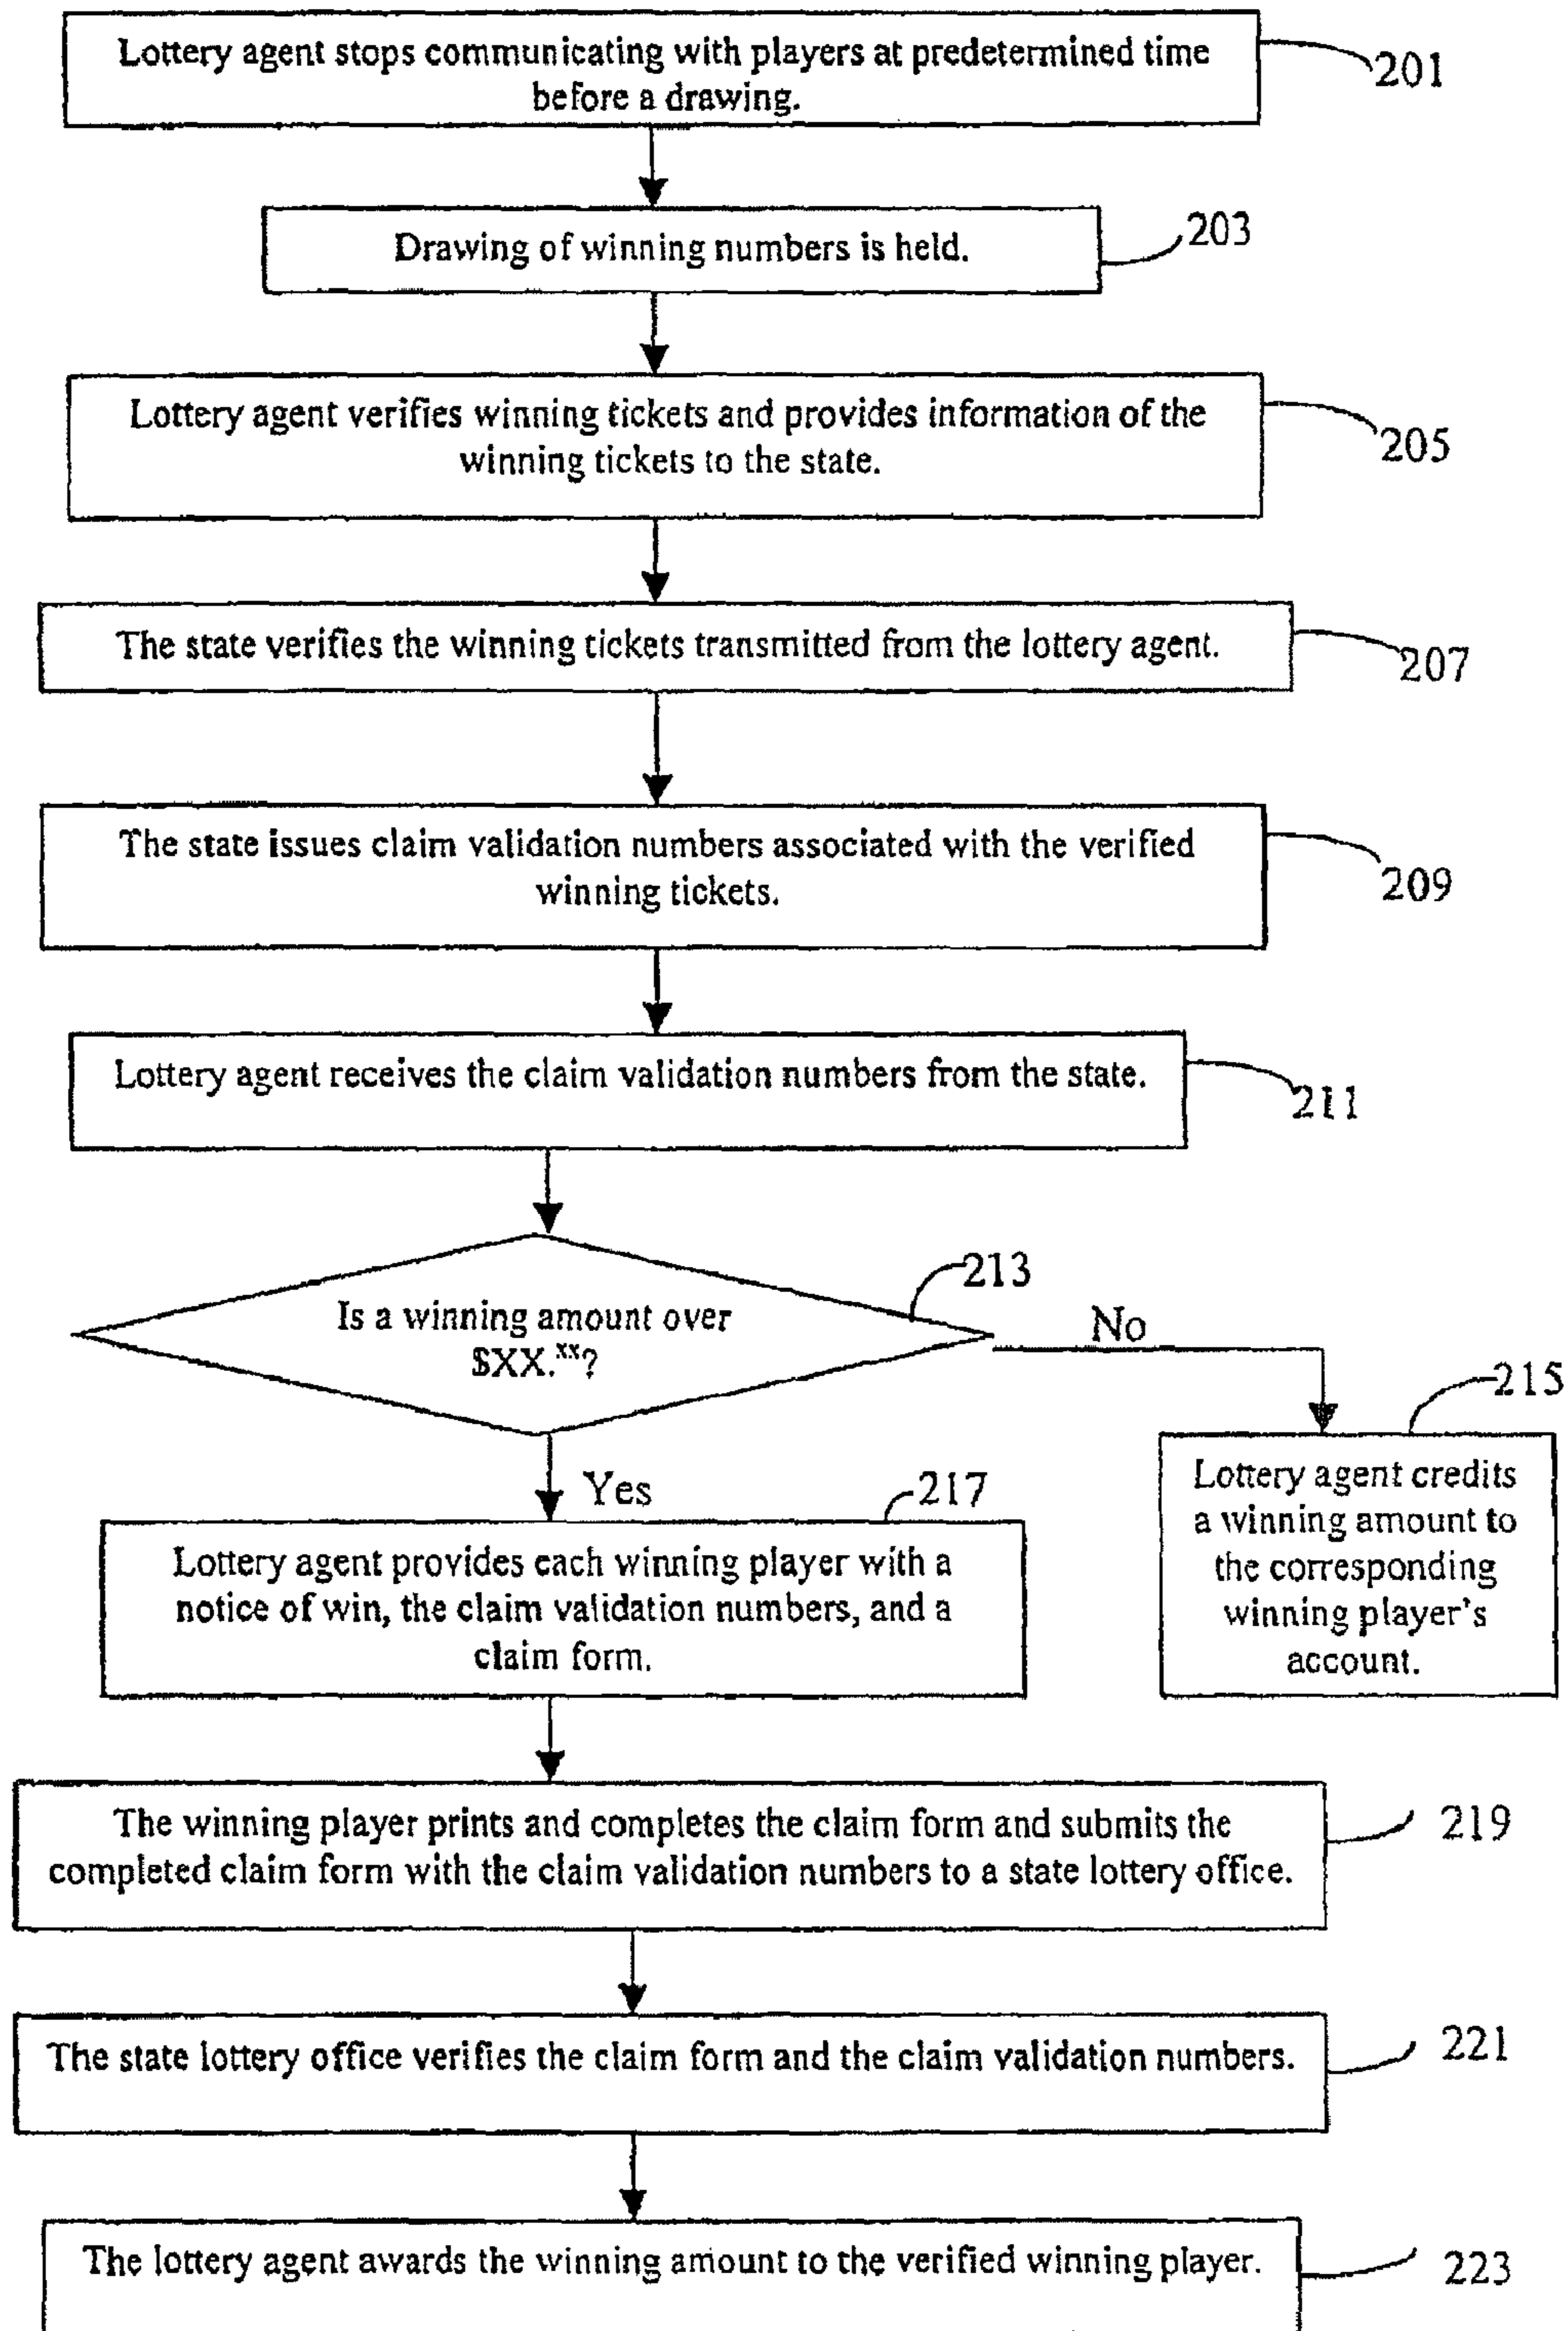 Lottery agent stops communicating with players at predetermined time
before a drawing.
201
Drawing of winning numbers is held.
203
Lottery agent verifies winning tickets and provides information of the
winning tickets to the state.
205
The state verifies the winning tickets transmitted from the lottery agent.
207
The state issues claim validation numbers associated with the verified
winning tickets.
209
Lottery agent receives the claim validation numbers from the state.
211
213
Is a winning amount over
$XX.xx?
No
215
Lottery agent credits
a winning amount to
the corresponding
winning player's
account.
Yes
217
Lottery agent provides each winning player with a
notice of win, the claim validation numbers, and a
claim form.
The winning player prints and completes the claim form and submits the
completed claim form with the claim validation numbers to a state lottery office.
219
The state lottery office verifies the claim form and the claim validation numbers.
221
The lottery agent awards the winning amount to the verified winning player.
223